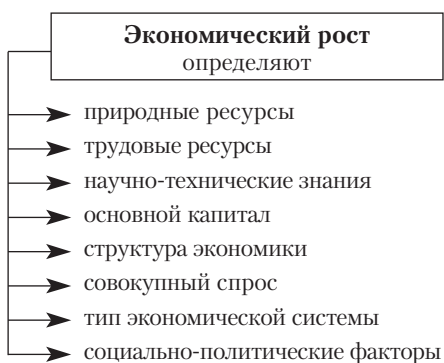 Экономический рост
определяют
природные ресурсы
трудовые ресурсы
научно-технические знания
основной капитал
структура экономики
совокупный спрос
тип экономической системы
социально-политические факторы